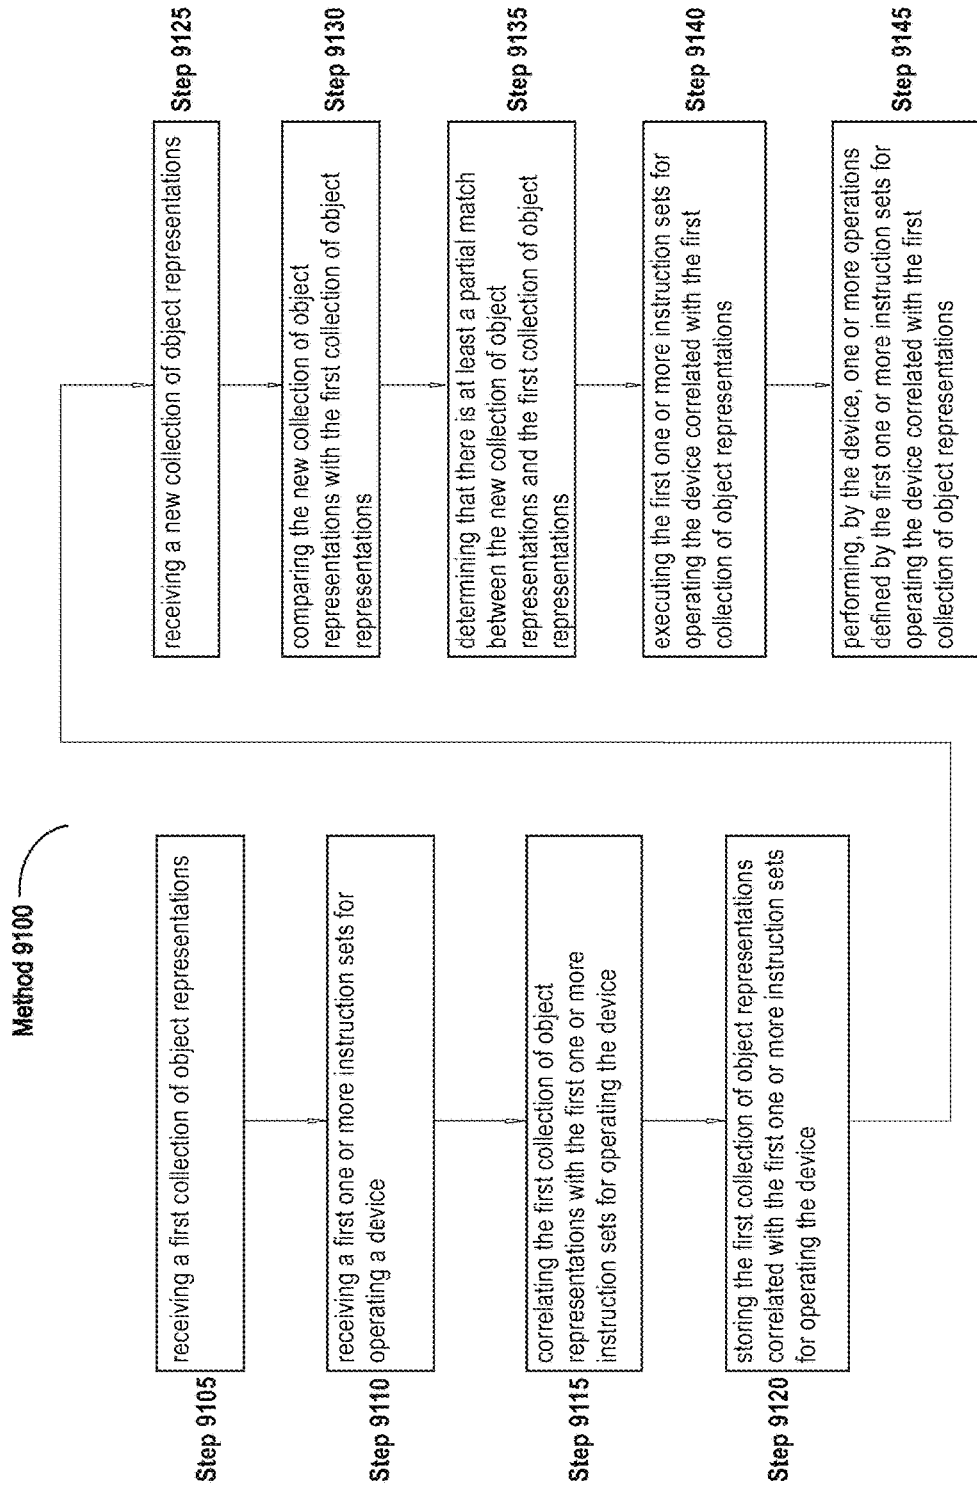 Method 9100
Step 9105
receiving a first collection of object representations
Step 9110
receiving a first one or more instruction sets for
operating a device
Step 9115
correlating the first collection of object
representations with the first one or more
instruction sets for operating the device
Step 9120
storing the first collection of object representations
correlated with the first one or more instruction sets
for operating the device
receiving a new collection of object representations
Step 9125
comparing the new collection of object
representations with the first collection of object
representations
Step 9130
determining that there is at least a partial match
between the new collection of object
representations and the first collection of object
representations
Step 9135
executing the first one or more instruction sets for
operating the device correlated with the first
collection of object representations
Step 9140
performing, by the device, one or more operations
defined by the first one or more instruction sets for
operating the device correlated with the first
collection of object representations
Step 9145